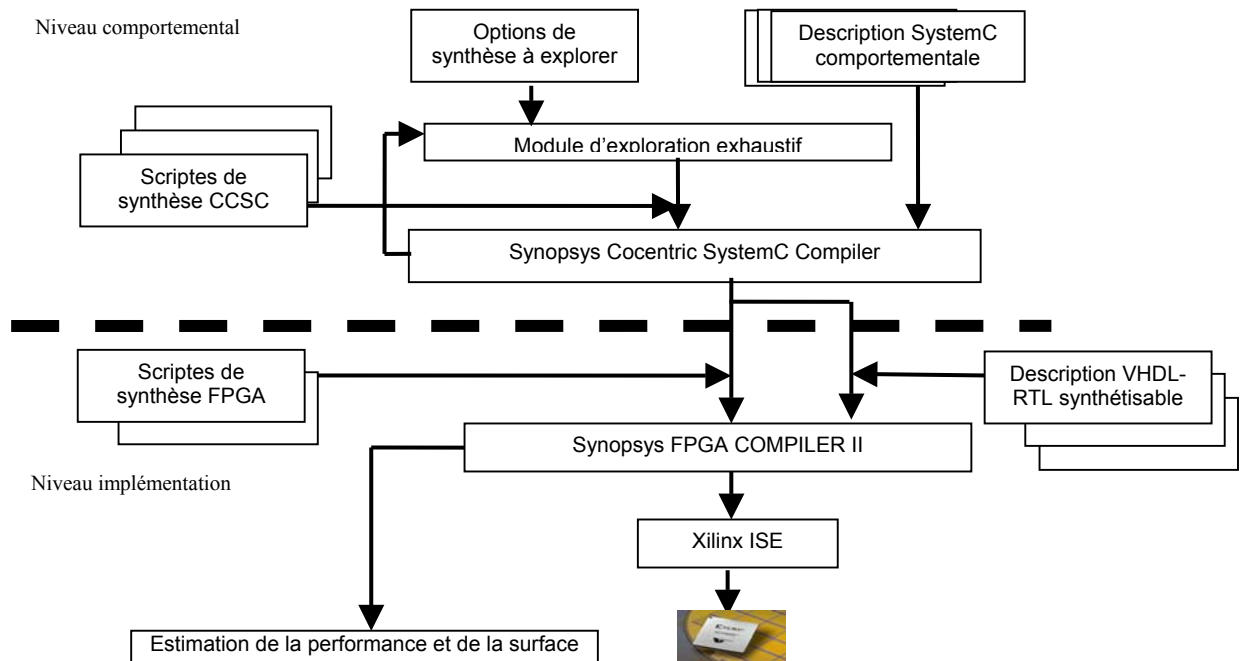 Niveau comportemental
Options de
synthèse à explorer
Description SystemC
comportementale
Module d'exploration exhaustif
Scriptes de
synthèse CCSC
Synopsys Cocentric SystemC Compiler
Scriptes de
synthèse FPGA
Description VHDL-
RTL synthétisable
Synopsys FPGA COMPILER II
Niveau implémentation
Xilinx ISE
Estimation de la performance et de la surface